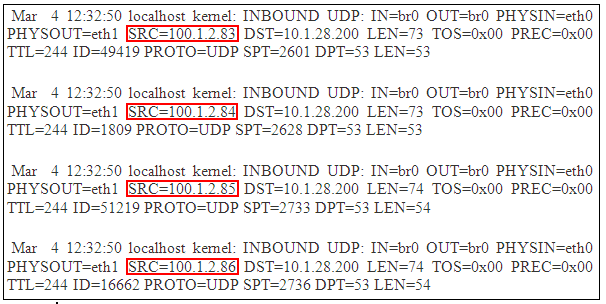 Mar 4 12:32:50 localhost kernel: INBOUND UDP: IN=br0 OUT=br0 PHYSIN=eth0
PHYSOUT=eth1 SRC=100.1.2.83 DST=10.1.28.200 LEN=73 TOS=0x00 PREC=0x00
TTL=244 ID=49419 PROTO=UDP SPT=2601 DPT=53 LEN=53
Mar 4 12:32:50 localhost kernel: INBOUND UDP: IN=br0 OUT=br0 PHYSIN=eth0
PHYSOUT=eth1 SRC=100.1.2.84 DST=10.1.28.200 LEN=73 TOS=0x00 PREC=0x00
TTL=244 ID=1809 PROTO=UDP SPT=2628 DPT=53 LEN=53
Mar 4 12:32:50 localhost kernel: INBOUND UDP: IN=br0 OUT=br0 PHYSIN=eth0
PHYSOUT=eth1 SRC=100.1.2.85 DST=10.1.28.200 LEN=74 TOS=0x00 PREC=0x00
TTL=244 ID=51219 PROTO=UDP SPT=2733 DPT=53 LEN=54
Mar 4 12:32:50 localhost kernel: INBOUND UDP: IN=br0 OUT=br0 PHYSIN=eth0
PHYSOUT=eth1 SRC=100.1.2.86 DST=10.1.28.200 LEN=74 TOS=0x00 PREC=0x00
TTL=244 ID=16662 PROTO=UDP SPT=2736 DPT=53 LEN=54